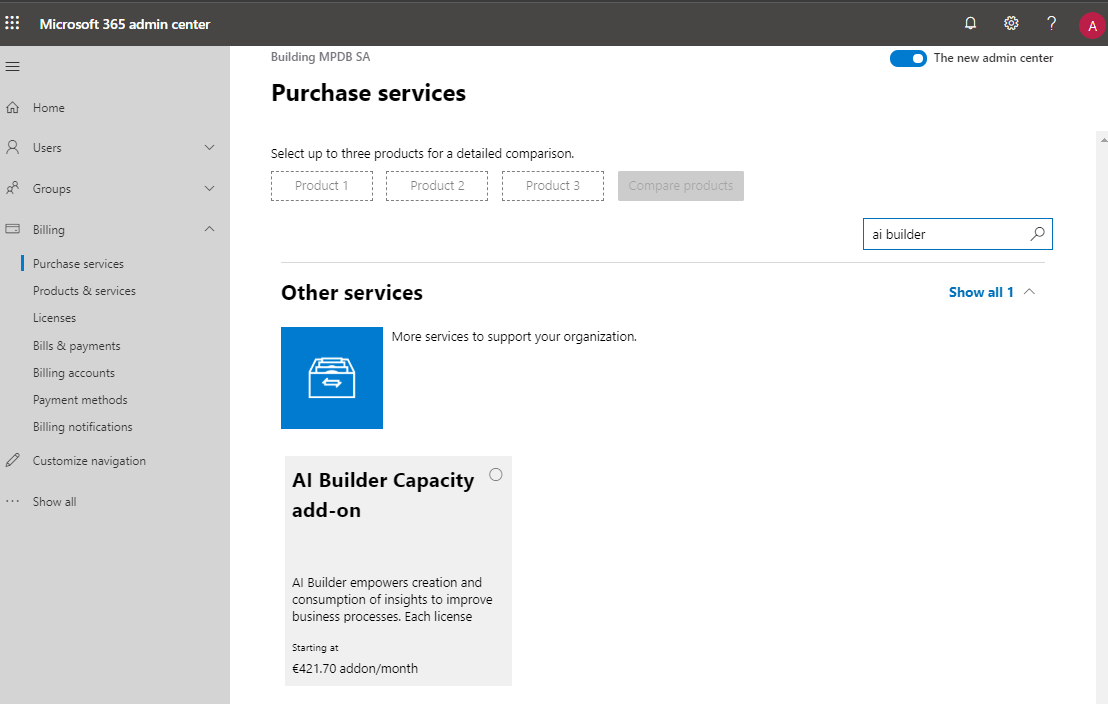 Microsoft 365 admin center
?
A
Building MPDB SA
The new admin center
Purchase services
Home
Users
Groups
Billing
Purchase services
Products & services
Licenses
Bills & payments
Billing accounts
Payment methods
Billing notifications
Customize navigation
Show all
Select up to three products for a detailed comparison.
Product 1
Product 2
Product 3
Compare products
ai builder
Other services
Show all 1
More services to support your organization.
AI Builder Capacity
add-on
AI Builder empowers creation and
consumption of insights to improve
business processes. Each license
Starting at
€421.70 addon/month